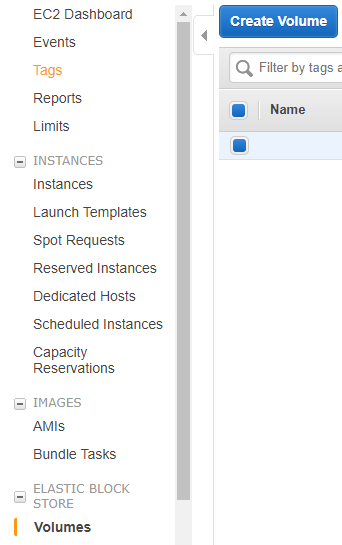 EC2 Dashboard
Events
Tags
Reports
Limits
INSTANCES
Instances
Launch Templates
Spot Requests
Reserved Instances
Dedicated Hosts
Scheduled Instances
Capacity
Reservations
IMAGES
AMIs
Bundle Tasks
ELASTIC BLOCK
STORE
Volumes
Create Volume
Filter by tags a
Name